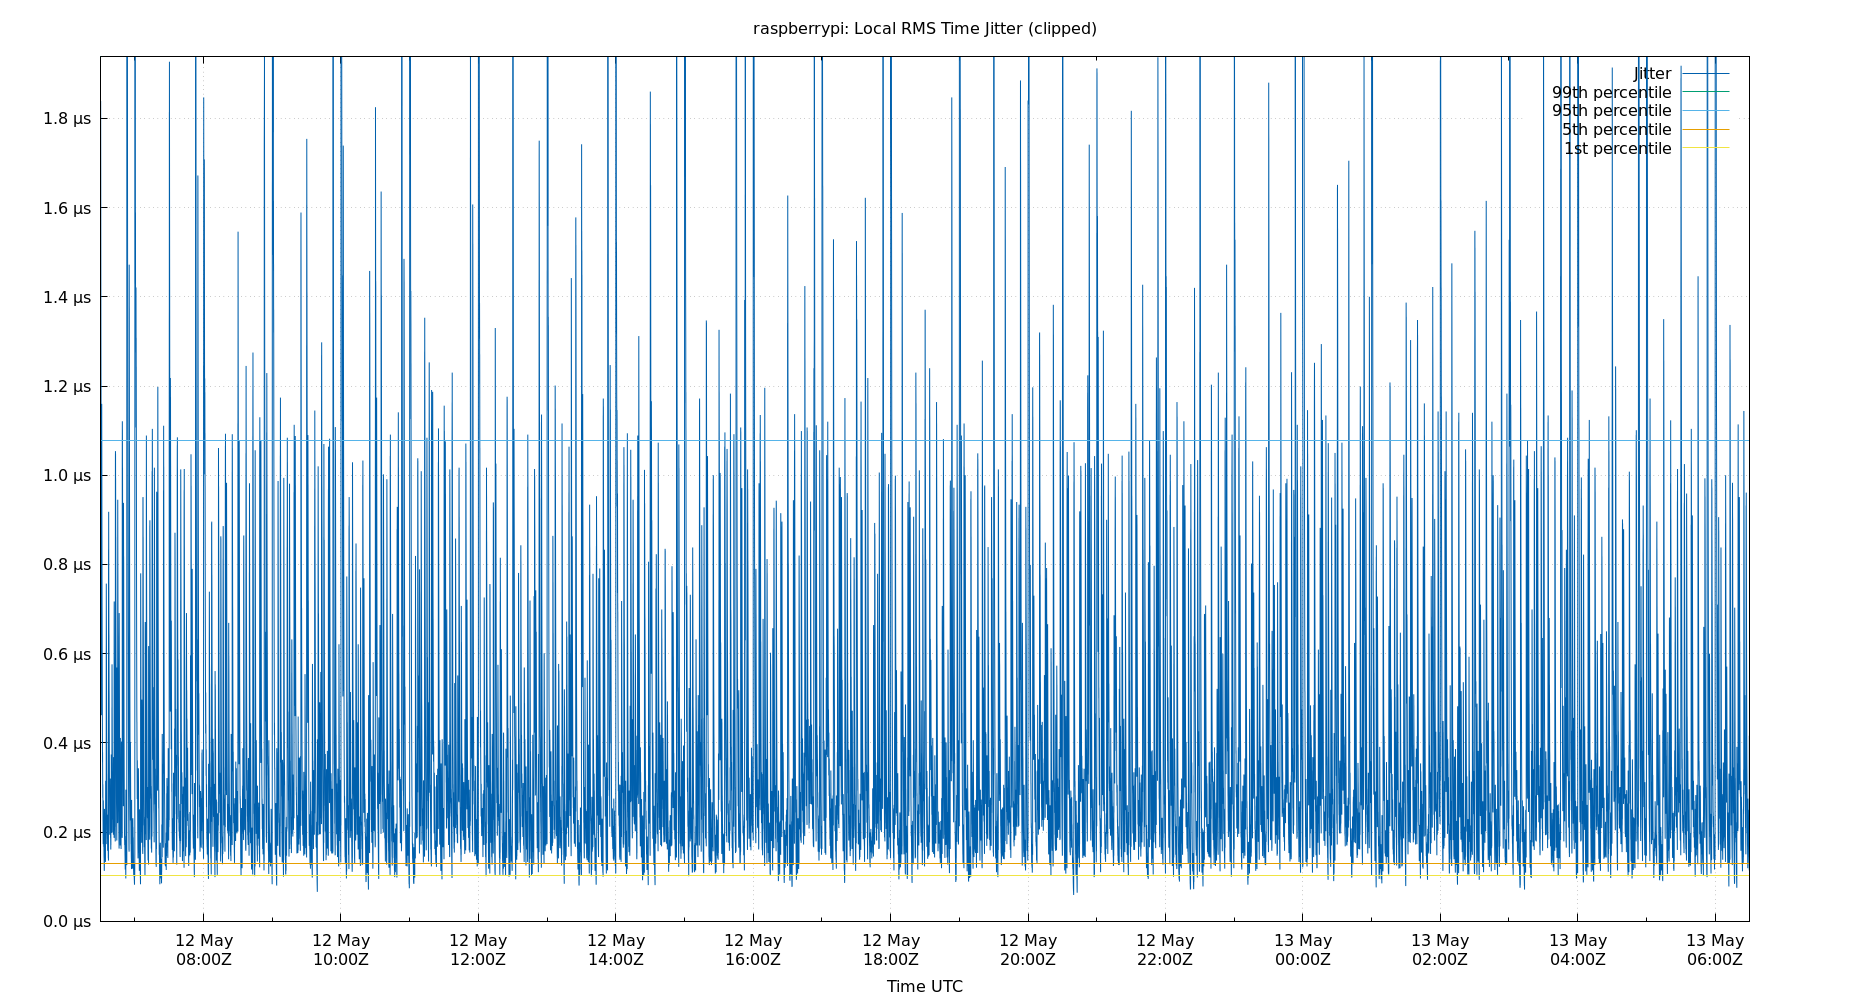 raspberrypi: Local RMS Time Jitter (clipped)
Jitter
99th percentile
95th percentile
5th percentile
1st percentile
1.8 µs
1.6 µs
1.4 µs
1.2 µs
1.0 µs
0.8 µs
0.6 µs
0.4 µs
0.2 µs
0.0 µs
12 May 12 May 12 May 12 May 12 May 12 May 12 May 12 May 13 May 13 May 13 May 13 May
08:00Z 10:00Z 12:00Z 14:00Z 16:00Z 18:00Z 20:00Z 22:00Z 00:00Z 02:00Z 04:00Z 06:00Z
Time UTC